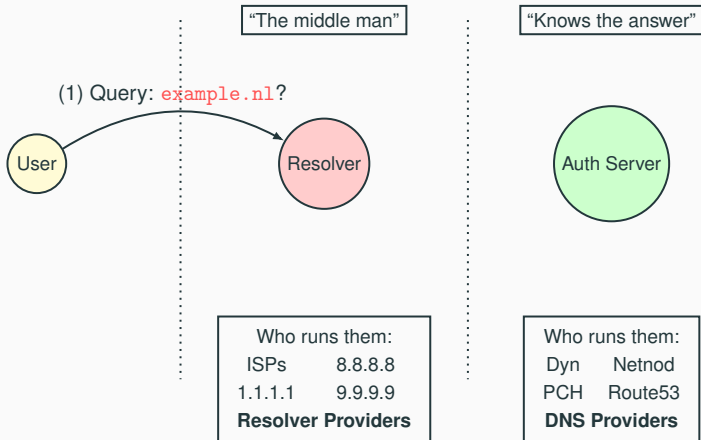 “The middle man”
“Knows the answer”
(1) Query: example.nl?
User
Resolver
Auth Server
Who runs them:
ISPs 8.8.8.8
1.1.1.1 9.9.9.9
Resolver Providers
Who runs them:
Dyn Netnod
PCH Route53
DNS Providers